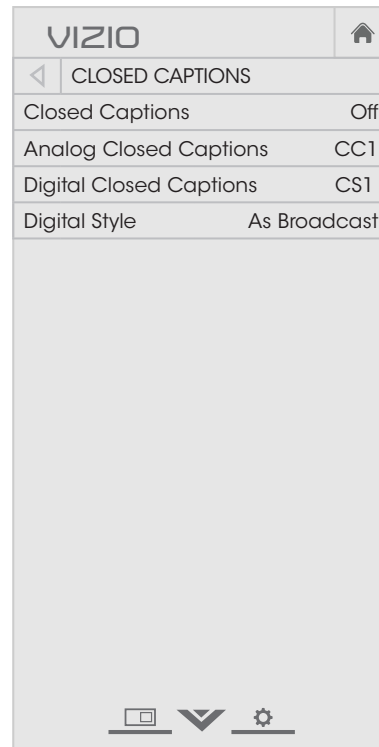 VIZIO
CLOSED CAPTIONS
Closed Captions Off
Analog Closed Captions CC1
Digital Closed Captions CS1
Digital Style As Broadcast